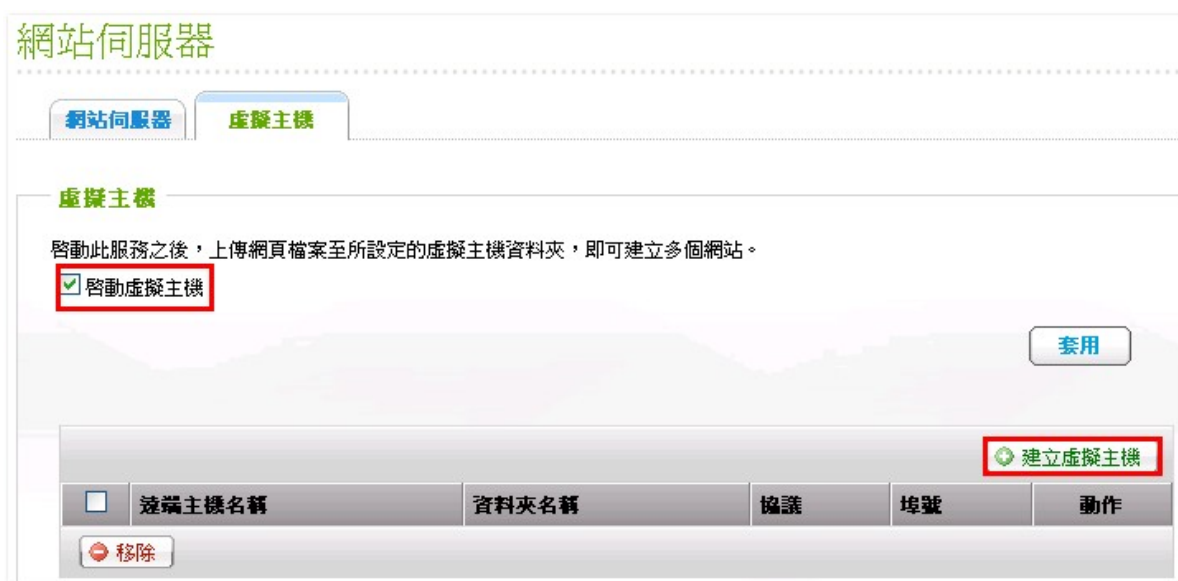 網站伺服器
網站伺服器 虛擬主機
虛擬主機
啓動此服務之後，上傳網頁檔案至所設定的虛擬主機資料夾，即可建立多個網站。
啓動虛擬主機
套用
建立虛擬主機
遠端主機名稱 資料夾名稱 協議 埠號 動作
移除